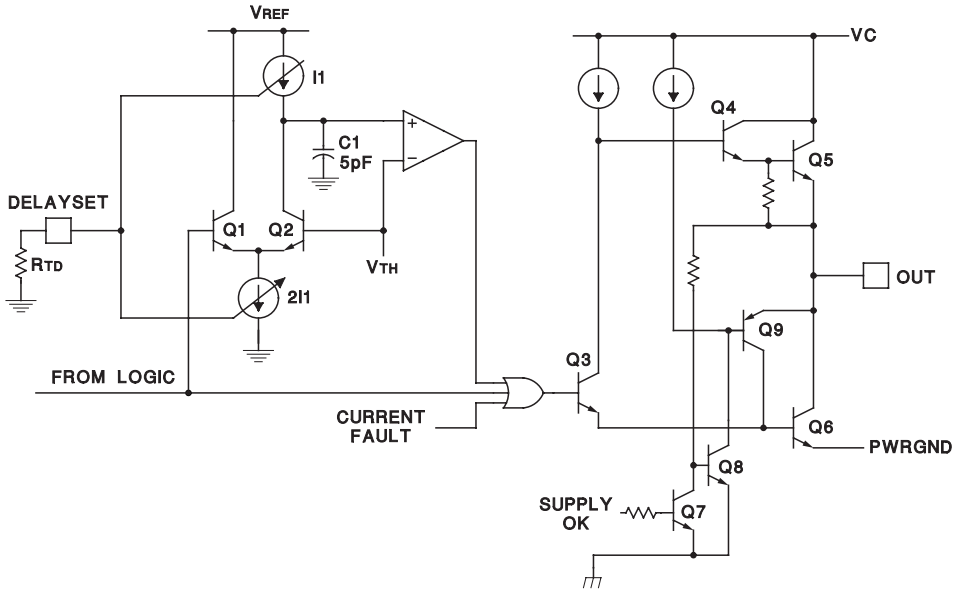 VREF
VC
I1
Q4
C1
5pF
+
−
Q5
DELAYSET
Q1
Q2
RTD
VTH
OUT
2I1
Q9
Q3
FROM LOGIC
CURRENT
FAULT
Q6
PWRGND
Q8
SUPPLY
OK
Q7